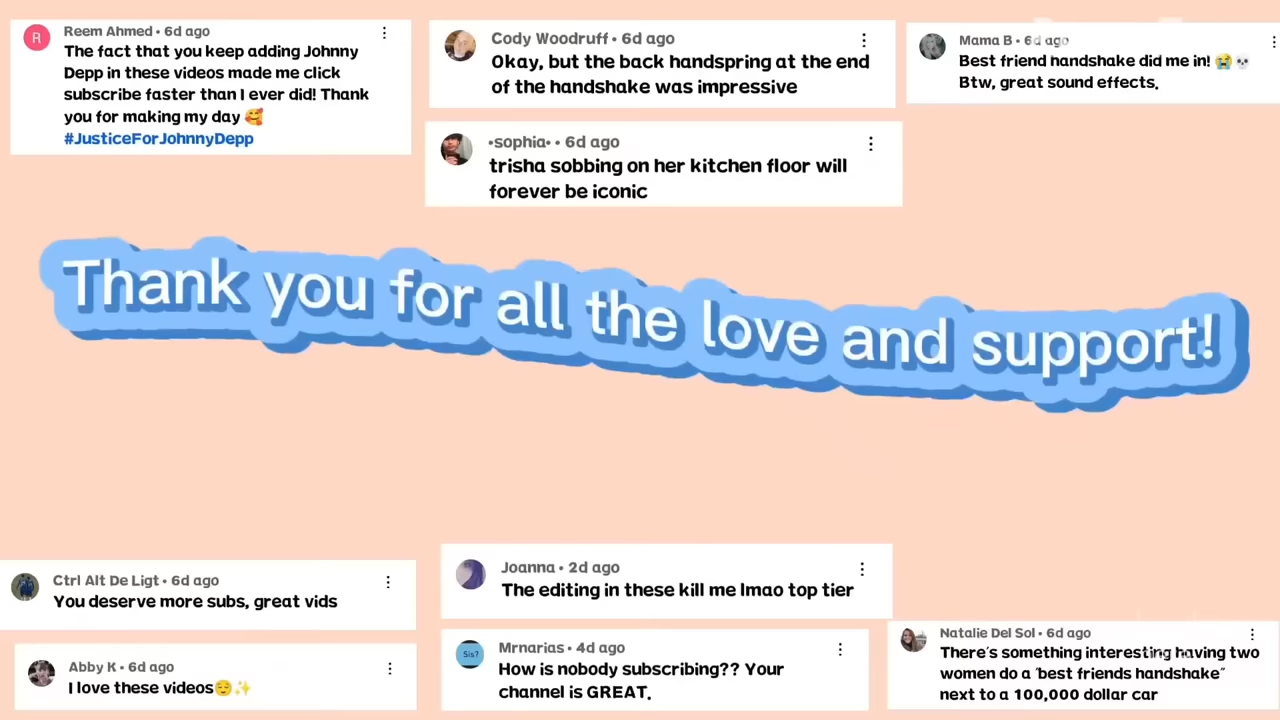 R
Reem Ahmed • 6d ago
The fact that you keep adding Johnny
Depp in these videos made me click
subscribe faster than I ever did! Thank
you for making my day 🥰
#JusticeForJohnnyDepp
Cody Woodruff • 6d ago
Okay, but the back handspring at the end
of the handshake was impressive
Mama B • 6d ago
Best friend handshake did me in! 😭💀
Btw, great sound effects.
•sophia• • 6d ago
trisha sobbing on her kitchen floor will
forever be iconic
Thank you for all the love and support!
Ctrl Alt De Ligt • 6d ago
You deserve more subs, great vids
Joanna • 2d ago
The editing in these kill me lmao top tier
Abby K • 6d ago
I love these videos😌✨
Sis?
Mrnarias • 4d ago
How is nobody subscribing?? Your
channel is GREAT.
Natalie Del Sol • 6d ago
There's something interesting having two
women do a "best friends handshake"
next to a 100,000 dollar car